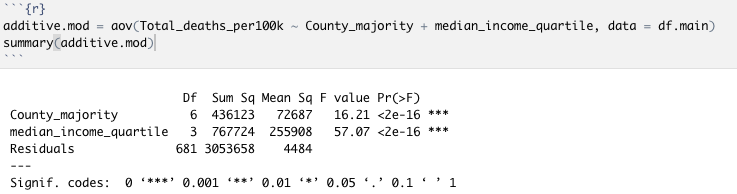 ```{r}
additive.mod = aov(Total_deaths_per100k ~ County_majority + median_income_quartile, data = df.main)
summary(additive.mod)
```
Df Sum Sq Mean Sq F value Pr(>F)
County_majority 6 436123 72687 16.21 <2e-16 ***
median_income_quartile 3 767724 255908 57.07 <2e-16 ***
Residuals 681 3053658 4484
---
Signif. codes: 0 ‘***’ 0.001 ‘**’ 0.01 ‘*’ 0.05 ‘.’ 0.1 ‘ ’ 1